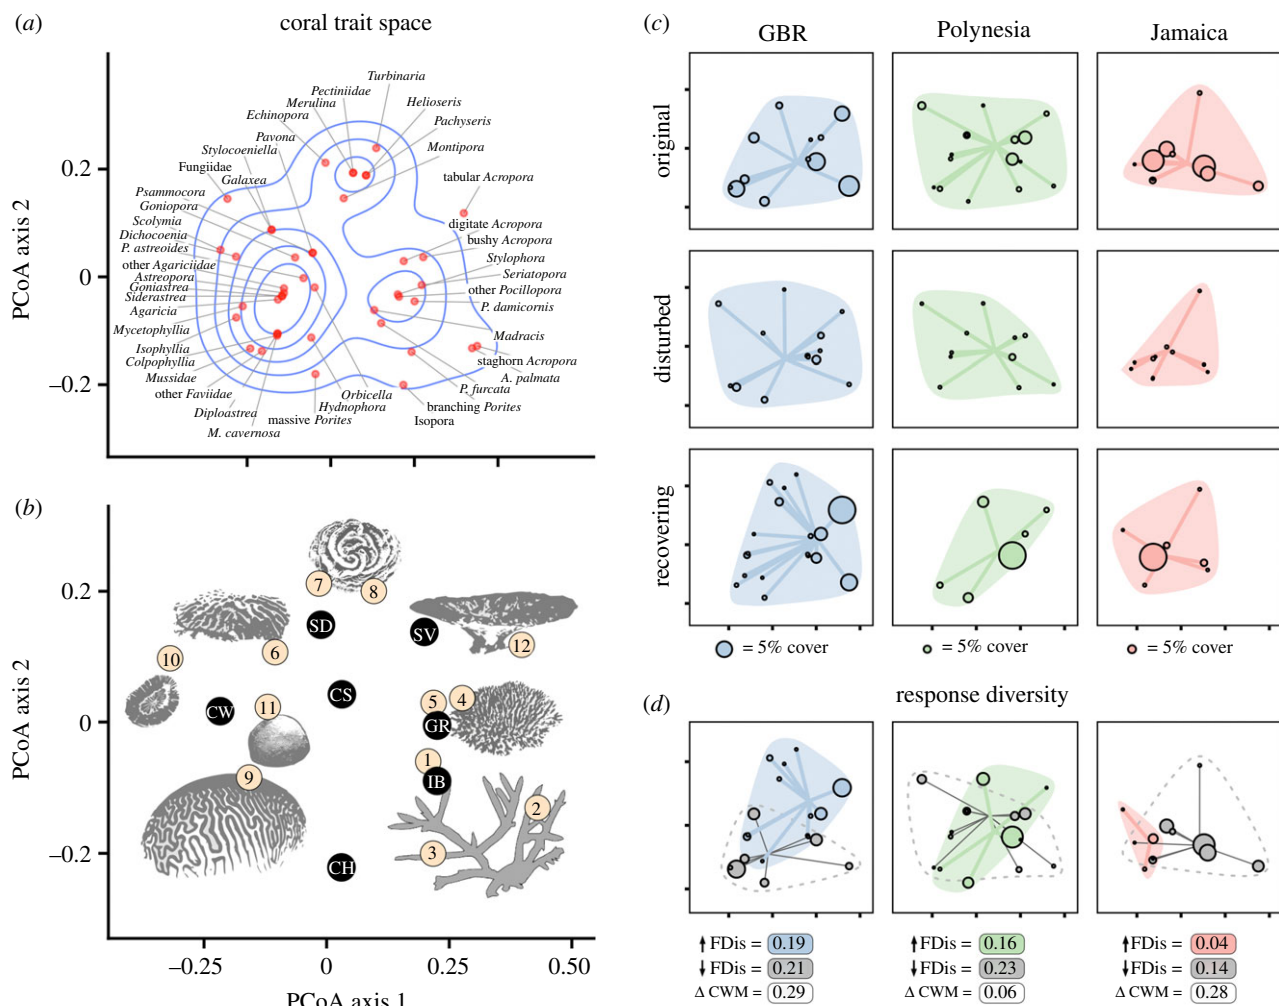 (a)
coral trait space
PCoA axis 2
0.2
0
–0.2
Turbinaria
Pectiniidae
Merulina
Helioseris
Echinopora
Pachyseris
Pavona
Montipora
Stylocoeniella
Fungiidae
tabular Acropora
Galaxea
Psammocora
Goniopora
digitate Acropora
Scolymia
bushy Acropora
Dichocoenia
P. astreoides
Stylophora
other Agariciidae
Seriatopora
Astreopora
other Pocillopora
Goniastrea
Siderastrea
P. damicornis
Agaricia
Mycetophyllia
Madracis
Isophyllia
staghorn Acropora
Colpophyllia
A. palmata
Mussidae
P. furcata
other Faviidae
Orbicella
branching Porites
Diploastrea
Hydnophora
Isopora
massive Porites
M. cavernosa
(b)
PCoA axis 2
0.2
0
–0.2
7
8
SD
SV
6
12
10
CS
5
4
CW
11
GR
1
IB
9
2
3
CH
–0.25
0
0.25
0.50
PCoA axis 1
(c)
GBR
Polynesia
Jamaica
original
disturbed
recovering
= 5% cover
= 5% cover
= 5% cover
(d)
response diversity
↑FDis = 0.19
↓FDis = 0.21
Δ CWM = 0.29
↑FDis = 0.16
↓FDis = 0.23
Δ CWM = 0.06
↑FDis = 0.04
↓FDis = 0.14
Δ CWM = 0.28